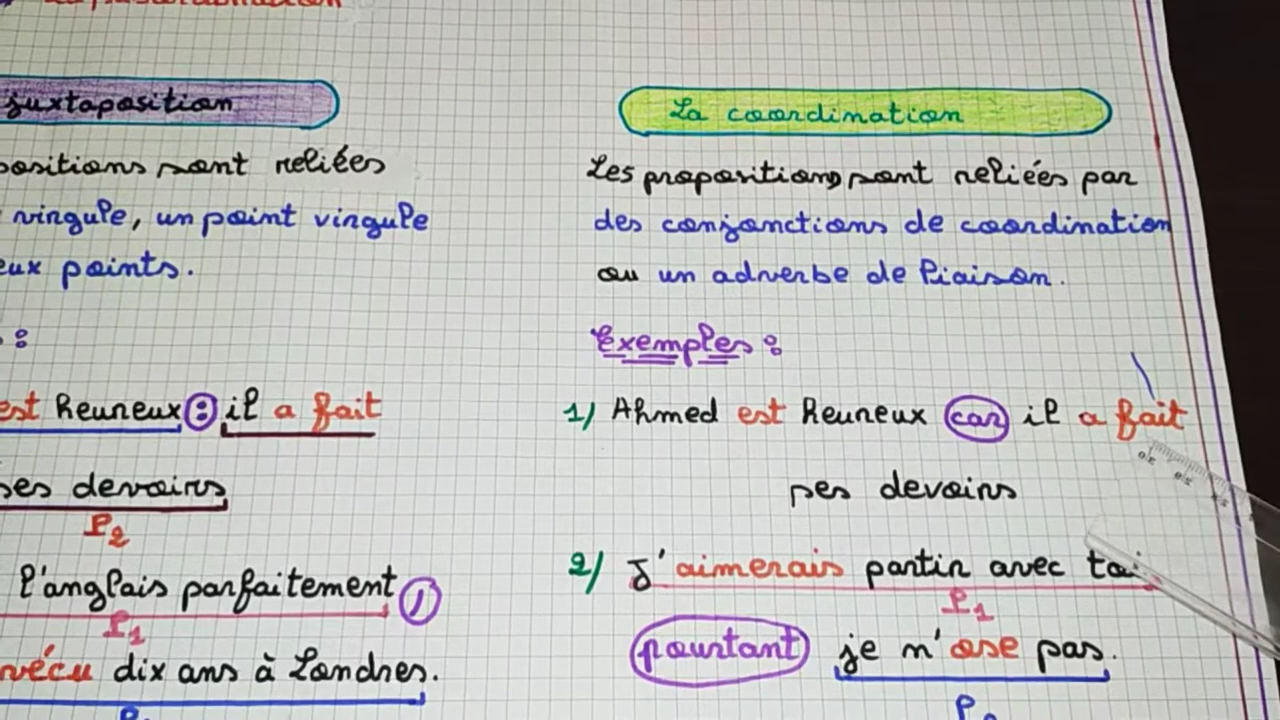 juxtaposition
positions sont reliées
virgule, un point virgule
eux points.
:
est heureux : il a fait
ses devoirs
P2
l'anglais parfaitement ,
P1
vécu dix ans à Londres.
La coordination
Les propositions sont reliées par
des conjonctions de coordination
ou un adverbe de liaison.
Exemples :
1/ Ahmed est heureux car il a fait
ses devoirs
2/ J'aimerais partir avec toi
P1
pourtant je n'ose pas.